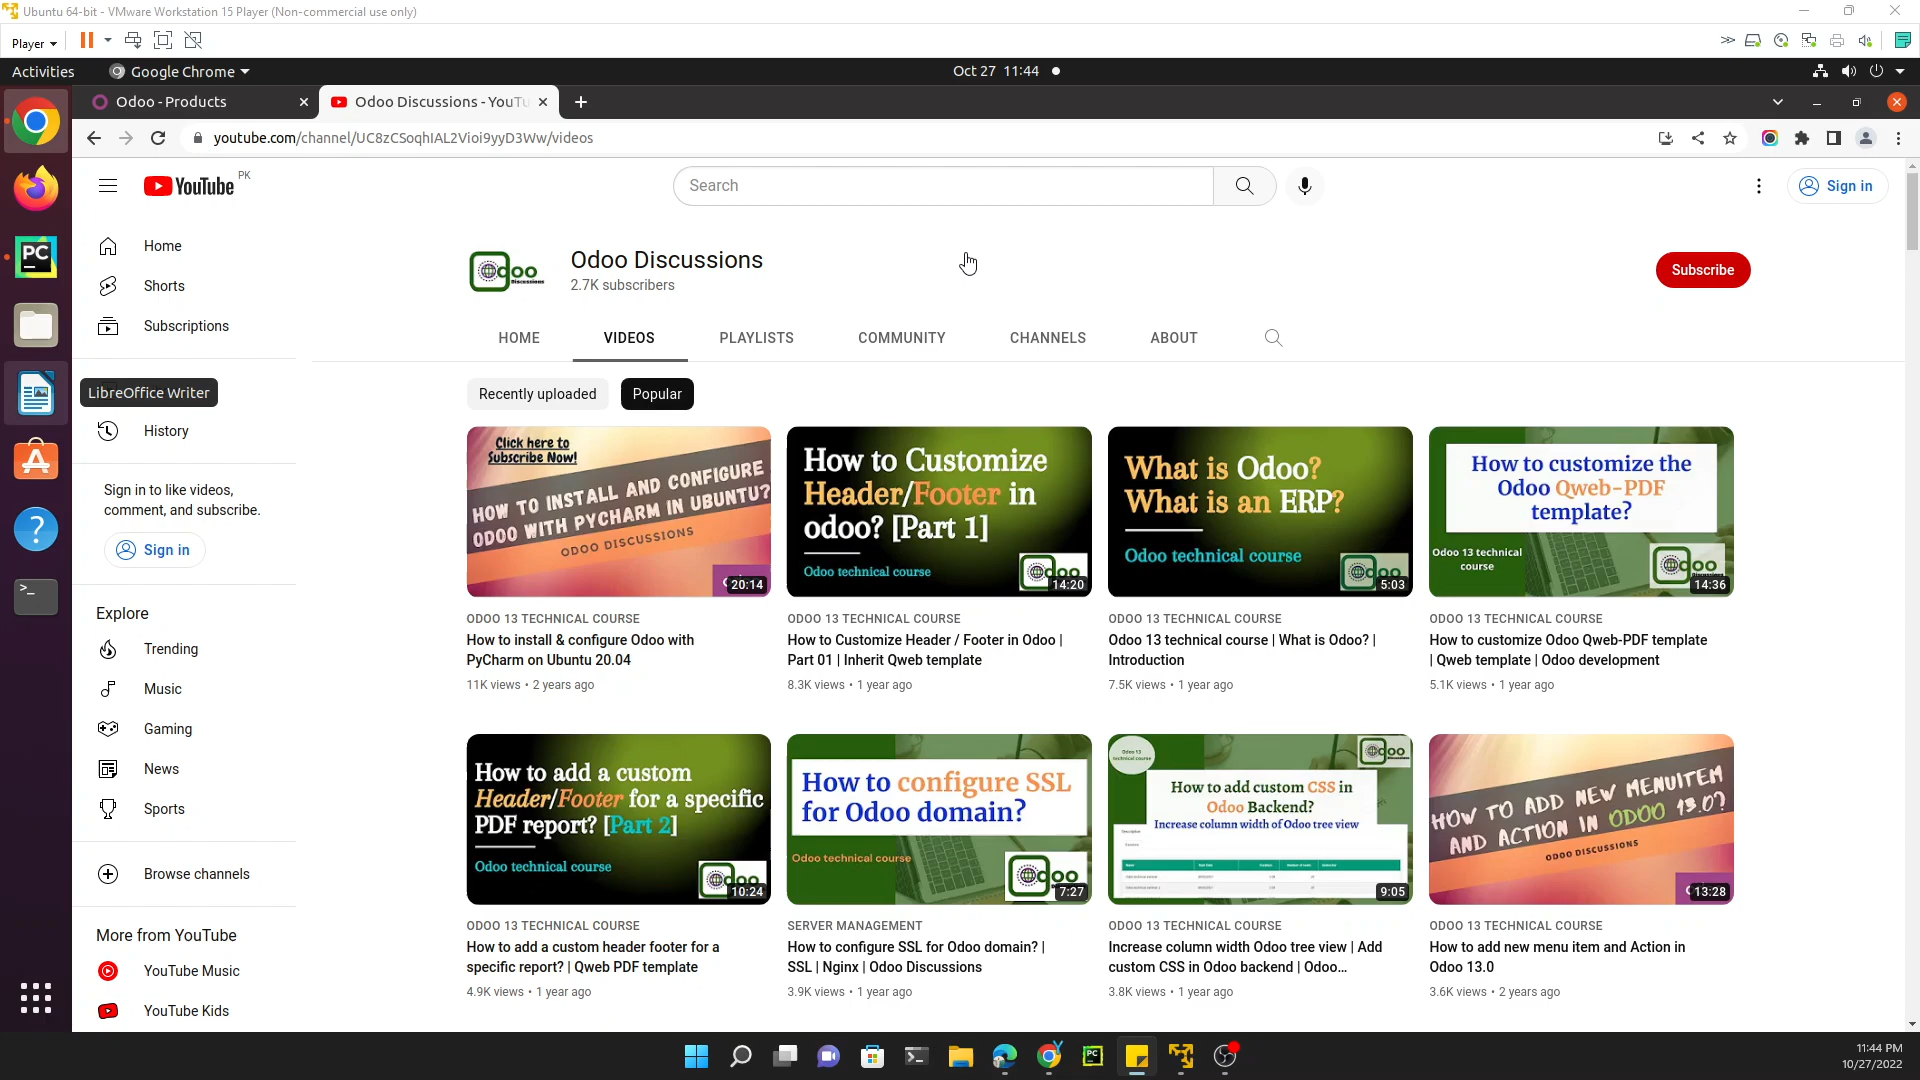 Ubuntu 64-bit - VMware Workstation 15 Player (Non-commercial use only)
Player
Activities
Google Chrome
Oct 27 11:44
Odoo - Products
Odoo Discussions - YouTu
youtube.com/channel/UC8zCSoqhIAL2Vioi9yyD3Ww/videos
YouTube PK
Search
Sign in
Home
Shorts
Subscriptions
LibreOffice Writer
History
Sign in to like videos,
comment, and subscribe.
Sign in
Explore
Trending
Music
Gaming
News
Sports
Browse channels
More from YouTube
YouTube Music
YouTube Kids
Odoo Discussions
2.7K subscribers
Subscribe
HOME
VIDEOS
PLAYLISTS
COMMUNITY
CHANNELS
ABOUT
Recently uploaded
Popular
Click here to
Subscribe Now!
HOW TO INSTALL AND CONFIGURE
ODOO WITH PYCHARM IN UBUNTU?
ODOO DISCUSSIONS
20:14
ODOO 13 TECHNICAL COURSE
How to install & configure Odoo with
PyCharm on Ubuntu 20.04
11K views • 2 years ago
How to Customize
Header/Footer in
odoo? [Part 1]
Odoo technical course
14:20
ODOO 13 TECHNICAL COURSE
How to Customize Header / Footer in Odoo |
Part 01 | Inherit Qweb template
8.3K views • 1 year ago
What is Odoo?
What is an ERP?
Odoo technical course
5:03
ODOO 13 TECHNICAL COURSE
Odoo 13 technical course | What is Odoo? |
Introduction
7.5K views • 1 year ago
How to customize the
Odoo Qweb-PDF
template?
Odoo 13 technical
course
14:36
ODOO 13 TECHNICAL COURSE
How to customize Odoo Qweb-PDF template
| Qweb template | Odoo development
5.1K views • 1 year ago
How to add a custom
Header/Footer for a specific
PDF report? [Part 2]
Odoo technical course
10:24
ODOO 13 TECHNICAL COURSE
How to add a custom header footer for a
specific report? | Qweb PDF template
4.9K views • 1 year ago
How to configure SSL
for Odoo domain?
Odoo technical course
7:27
SERVER MANAGEMENT
How to configure SSL for Odoo domain? |
SSL | Nginx | Odoo Discussions
3.9K views • 1 year ago
Odoo 13
technical course
How to add custom CSS in
Odoo Backend?
Increase column width of Odoo tree view
9:05
ODOO 13 TECHNICAL COURSE
Increase column width Odoo tree view | Add
custom CSS in Odoo backend | Odoo...
3.8K views • 1 year ago
HOW TO ADD NEW MENUITEM
AND ACTION IN ODOO 13.0?
ODOO DISCUSSIONS
13:28
ODOO 13 TECHNICAL COURSE
How to add new menu item and Action in
Odoo 13.0
3.6K views • 2 years ago
11:44 PM
10/27/2022